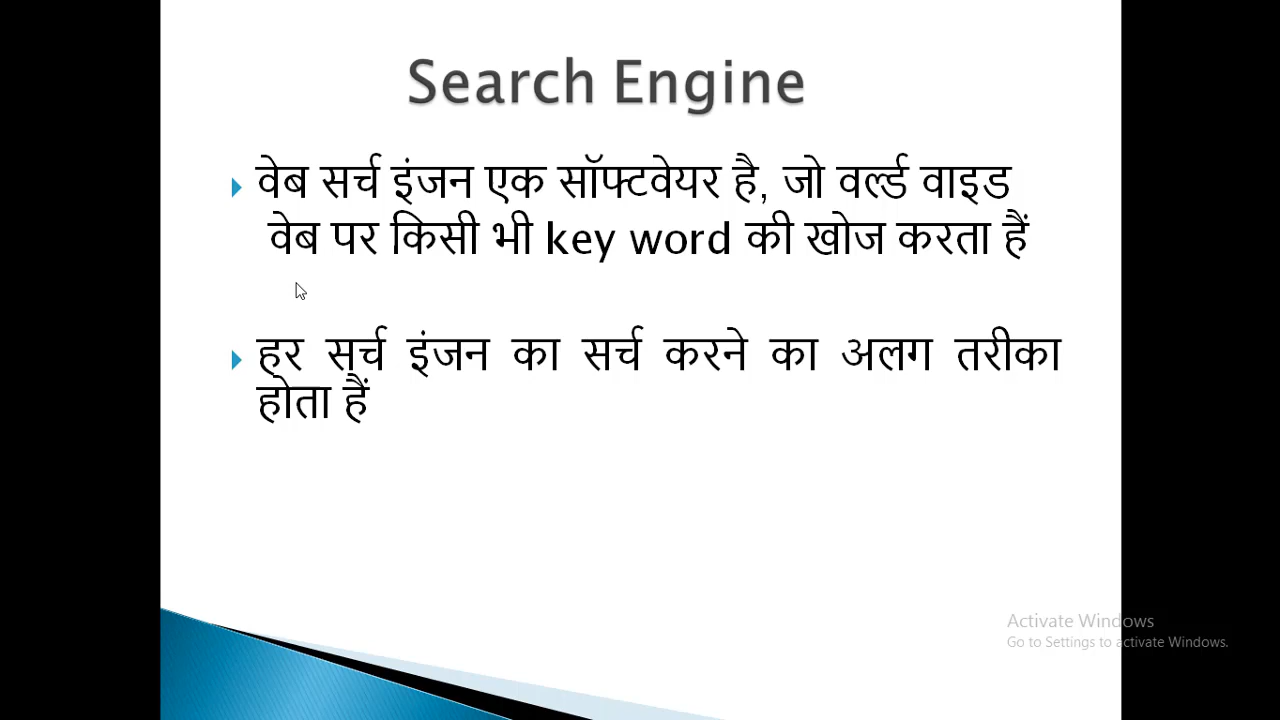 Search Engine
वेब सर्च इंजन एक सॉफ्टवेयर है, जो वर्ल्ड वाइड
वेब पर किसी भी key word की खोज करता हैं
हर सर्च इंजन का सर्च करने का अलग तरीका
होता हैं
Activate Windows
Go to Settings to activate Windows.